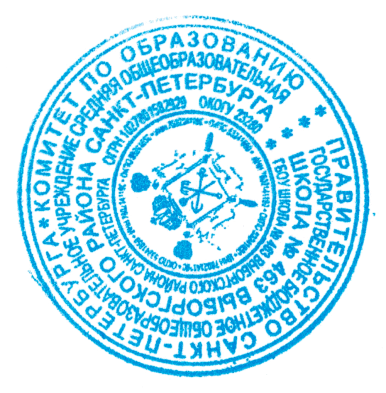 ПРАВИТЕЛЬСТВО САНКТ-ПЕТЕРБУРГА * КОМИТЕТ ПО ОБРАЗОВАНИЮ *
ГОСУДАРСТВЕННОЕ БЮДЖЕТНОЕ ОБЩЕОБРАЗОВАТЕЛЬНОЕ УЧРЕЖДЕНИЕ СРЕДНЯЯ ОБЩЕОБРАЗОВАТЕЛЬНАЯ
ШКОЛА № 463 ВЫБОРГСКОГО РАЙОНА САНКТ-ПЕТЕРБУРГА
ГБОУ ШКОЛА № 463 ВЫБОРГСКОГО РАЙОНА САНКТ-ПЕТЕРБУРГА ОГРН 1027801582929 ОКОГУ 23280